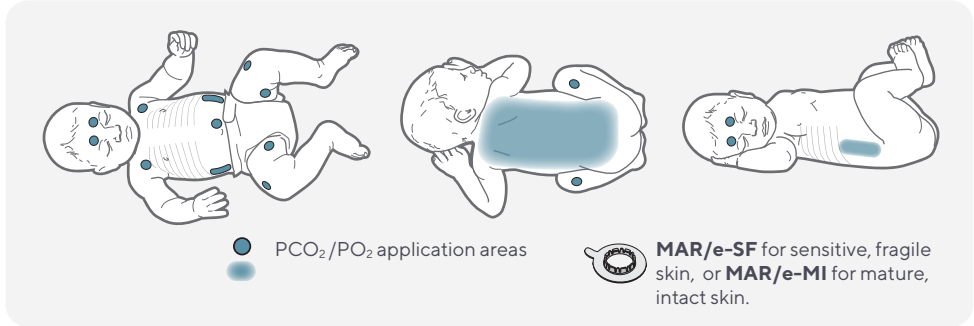 PCO₂/PO₂ application areas
MAR/e-SF for sensitive, fragile
skin, or MAR/e-MI for mature,
intact skin.